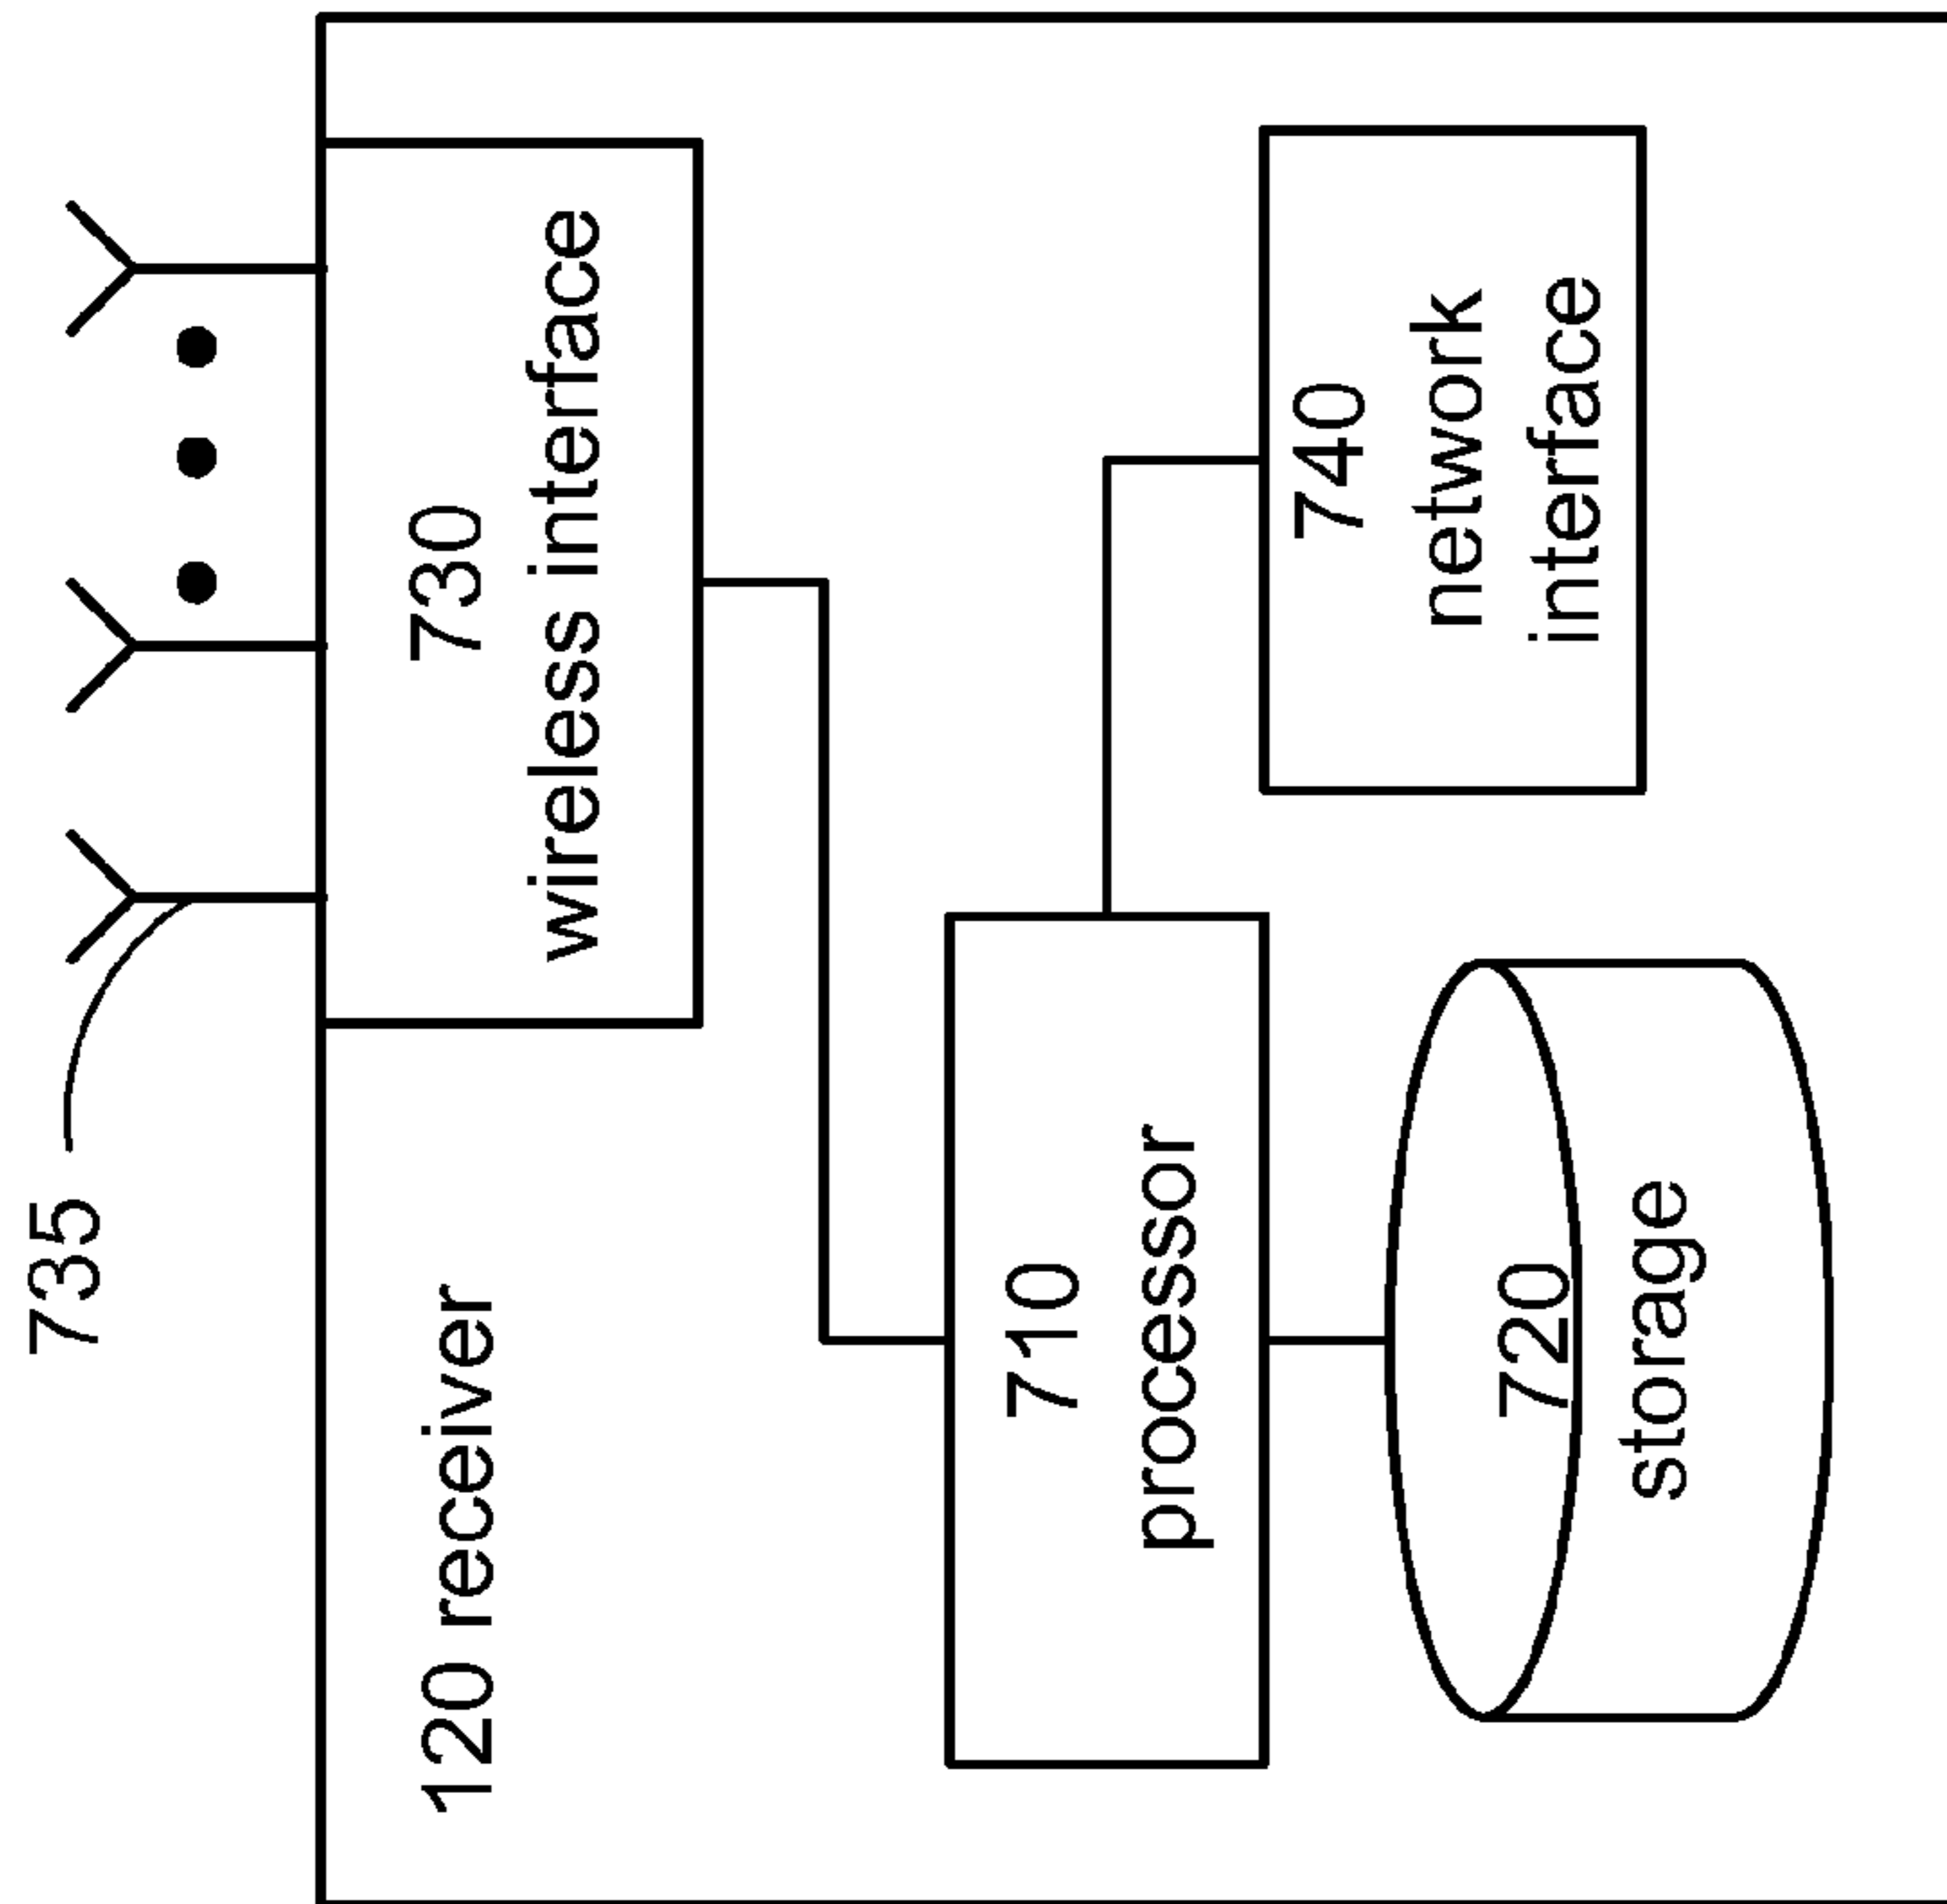 735
120 receiver
730
wireless interface
710
processor
740
network
interface
720
storage